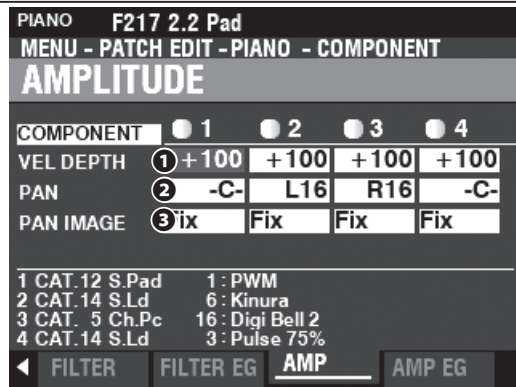 PIANO F217 2.2 Pad
MENU - PATCH EDIT - PIANO - COMPONENT
AMPLITUDE
COMPONENT 1 2 3 4
VEL DEPTH 1 +100 +100 +100 +100
PAN 2 -C- L16 R16 -C-
PAN IMAGE 3 Fix Fix Fix Fix
1 CAT.12 S.Pad 1 : PWM
2 CAT.14 S.Ld 6 : Kinura
3 CAT. 5 Ch.Pc 16 : Digi Bell 2
4 CAT.14 S.Ld 3 : Pulse 75%
◀ FILTER FILTER EG AMP AMP EG